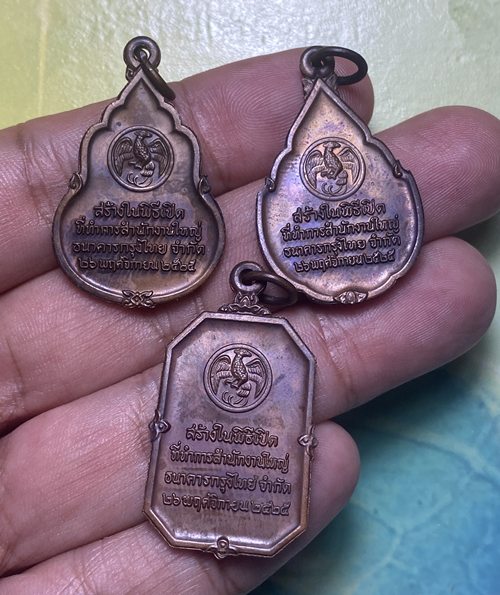 สร้างในพิธีเปิด
ที่ทำการสำนักงานใหญ่
ธนาคารกรุงไทย จำกัด
๒๖ พฤศจิกายน ๒๕๒๕
สร้างในพิธีเปิด
ที่ทำการสำนักงานใหญ่
ธนาคารกรุงไทย จำกัด
๒๖ พฤศจิกายน ๒๕๒๕
สร้างในพิธีเปิด
ที่ทำการสำนักงานใหญ่
ธนาคารกรุงไทย จำกัด
๒๖ พฤศจิกายน ๒๕๒๕